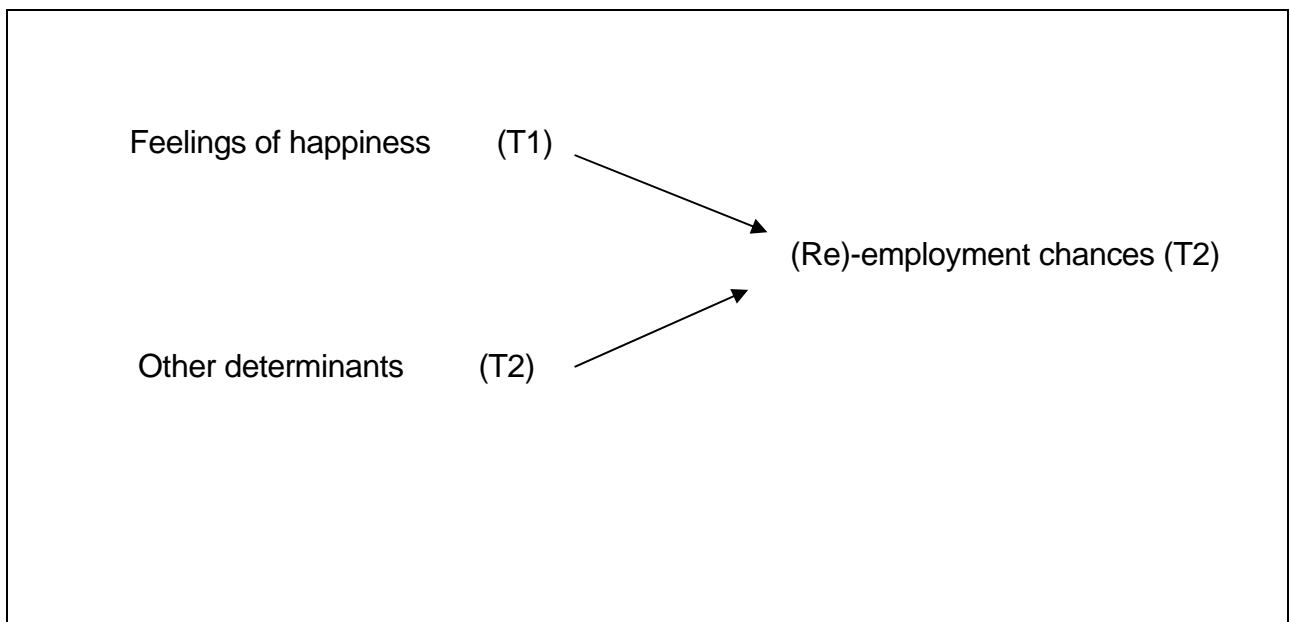 Feelings of happiness (T1)
(Re)-employment chances (T2)
Other determinants (T2)